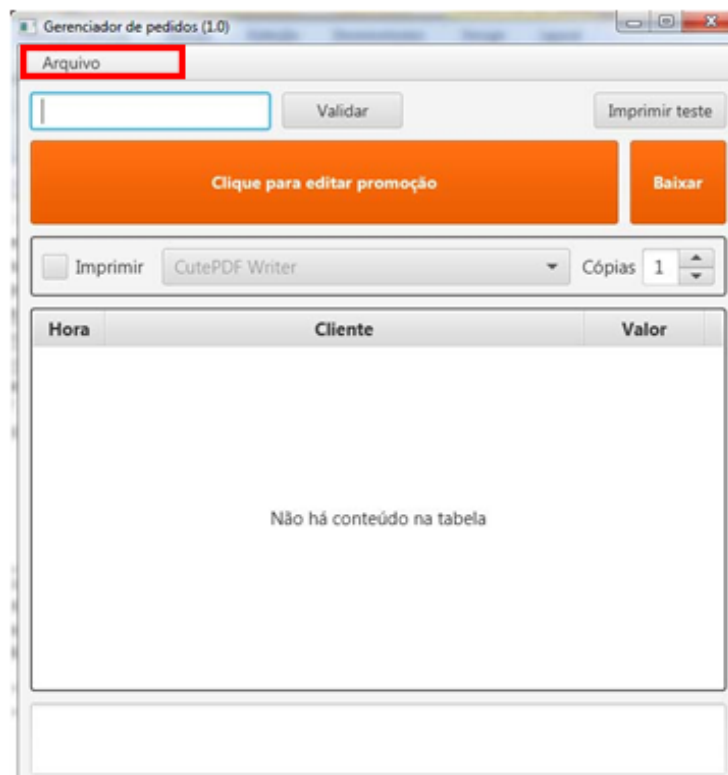 Gerenciador de pedidos (1.0)
Arquivo
Validar
Imprimir teste
Clique para editar promoção
Baixar
Imprimir
CutePDF Writer
Cópias
1
Hora
Cliente
Valor
Não há conteúdo na tabela